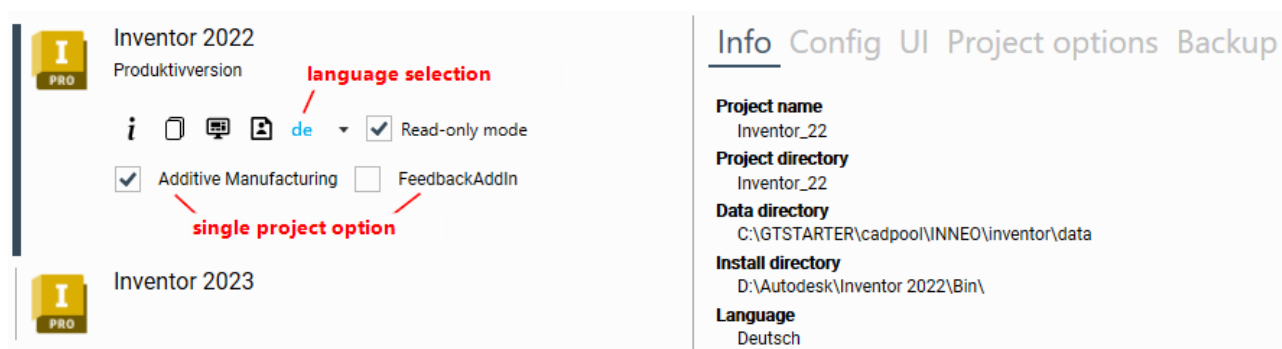 Inventor 2022
Produktivversion
language selection
i de Read-only mode
Additive Manufacturing FeedbackAddIn
single project option
Inventor 2023
I
PRO
I
PRO
Info Config UI Project options Backup
Project name
Inventor_22
Project directory
Inventor_22
Data directory
C:\GTSTARTER\cadpool\INNEO\inventor\data
Install directory
D:\Autodesk\Inventor 2022\Bin\
Language
Deutsch